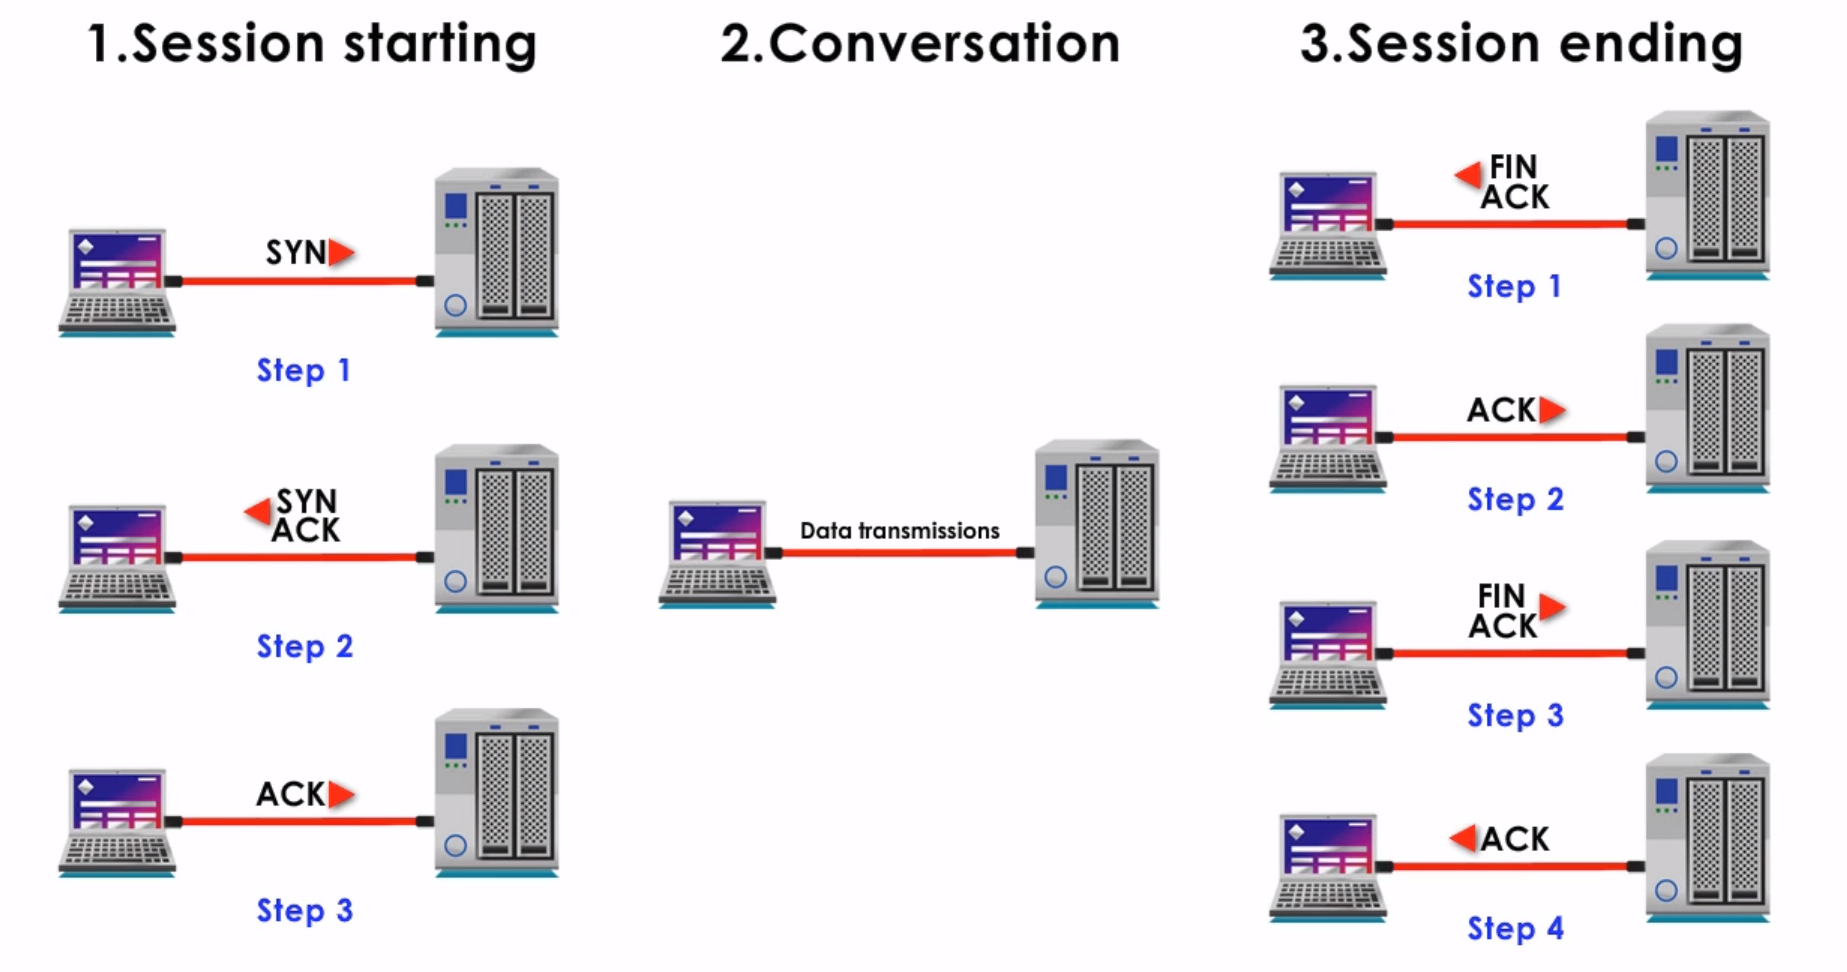 1.Session starting
SYN
Step 1
SYN
ACK
Step 2
ACK
Step 3
2.Conversation
Data transmissions
3.Session ending
FIN
ACK
Step 1
ACK
Step 2
FIN
ACK
Step 3
ACK
Step 4